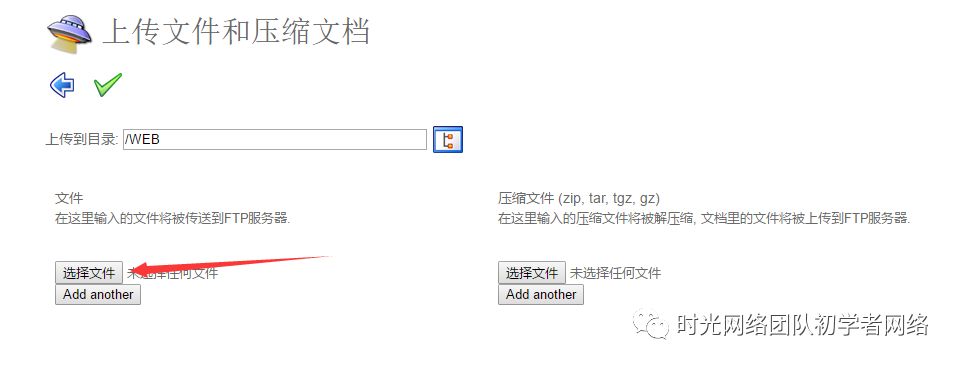 上传文件和压缩文档
上传到目录: /WEB
文件
在这里输入的文件将被传送到FTP服务器.
选择文件 未选择任何文件
Add another
压缩文件 (zip, tar, tgz, gz)
在这里输入的压缩文件将被解压缩, 文档里的文件将被上传到FTP服务器.
选择文件 未选择任何文件
Add another
时光网络团队初学者网络